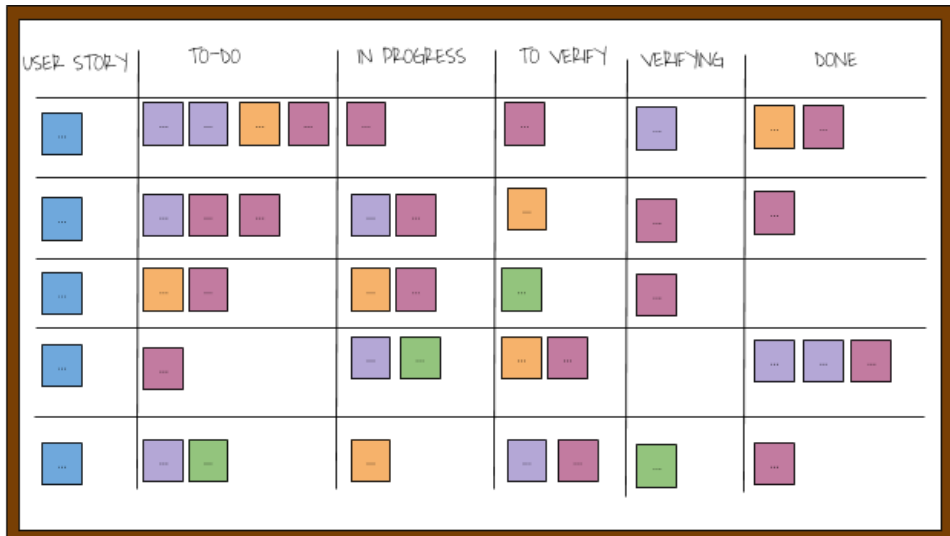 USER STORY TO-DO IN PROGRESS TO VERIFY VERIFYING DONE
... ... ... ... ... ... ... ... ... ...
... ... ... ... ... ... ... ... ...
... ... ... ... ... ... ...
... ... ... ... ... ... ... ... ...
... ... ... ... ... ... ... ...